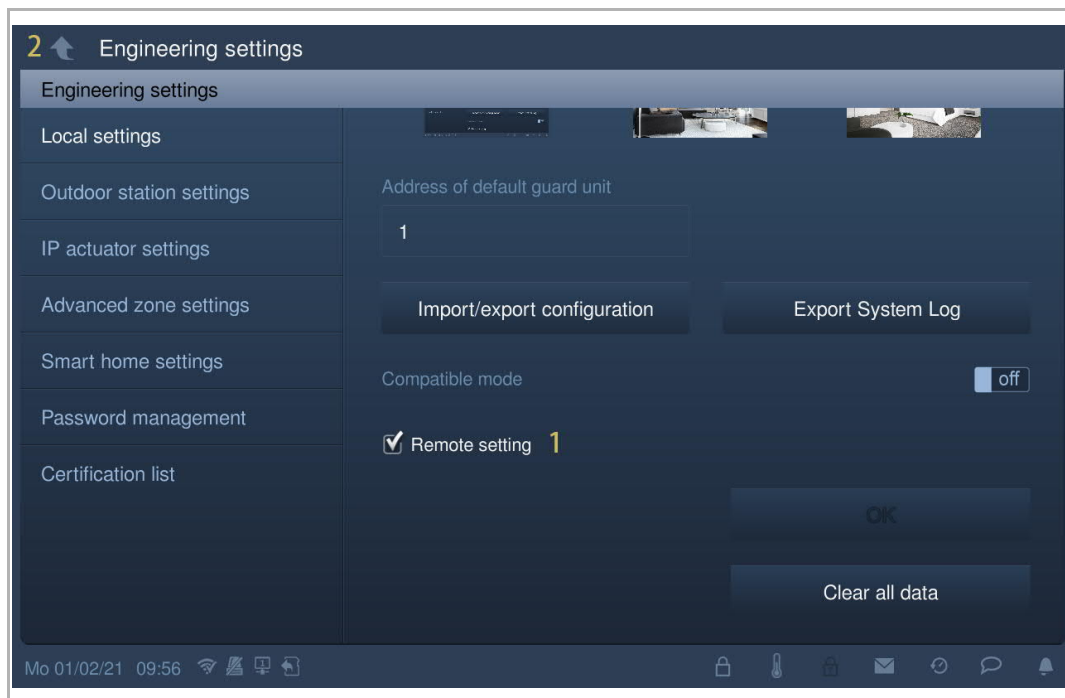 2 Engineering settings
Engineering settings
Local settings
Outdoor station settings
IP actuator settings
Advanced zone settings
Smart home settings
Password management
Certification list
Address of default guard unit
1
Import/export configuration
Export System Log
Compatible mode
off
Remote setting 1
OK
Clear all data
Mo 01/02/21 09:56